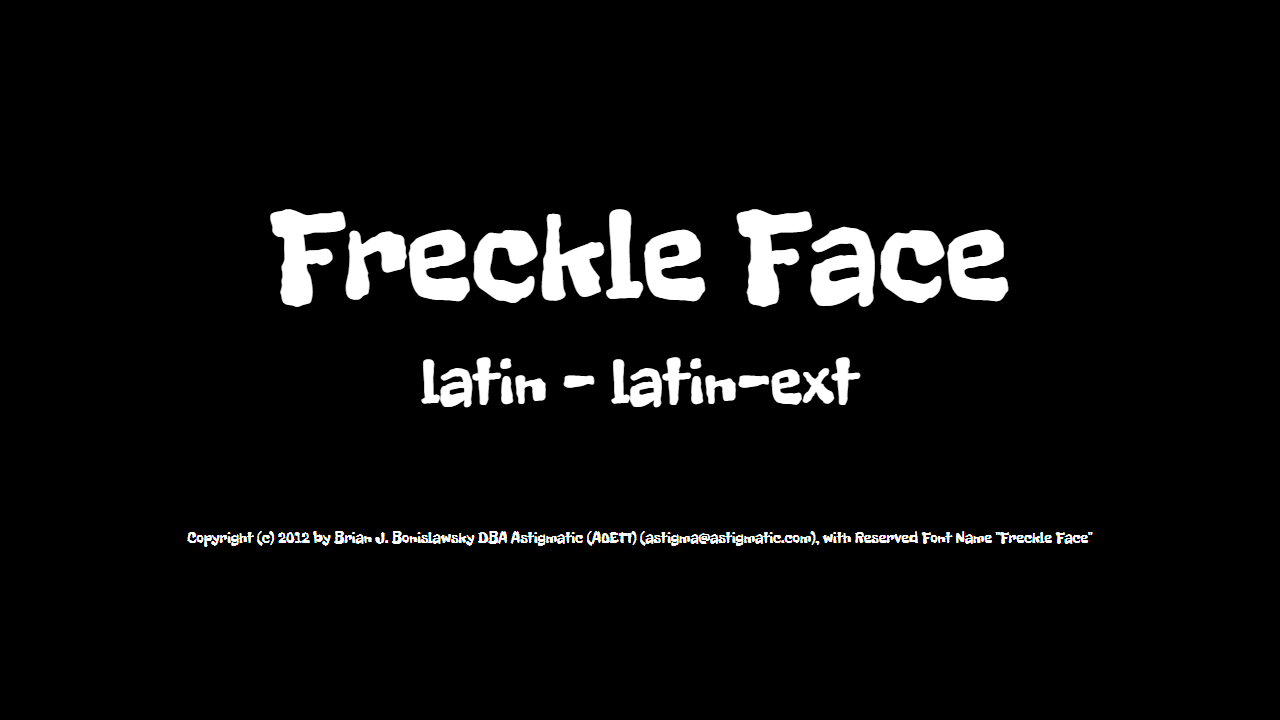 Freckle Face
latin - latin-ext
Copyright (c) 2012 by Brian J. Bonislawsky DBA Astigmatic (AOETI) (astigma@astigmatic.com), with Reserved Font Name "Freckle Face"